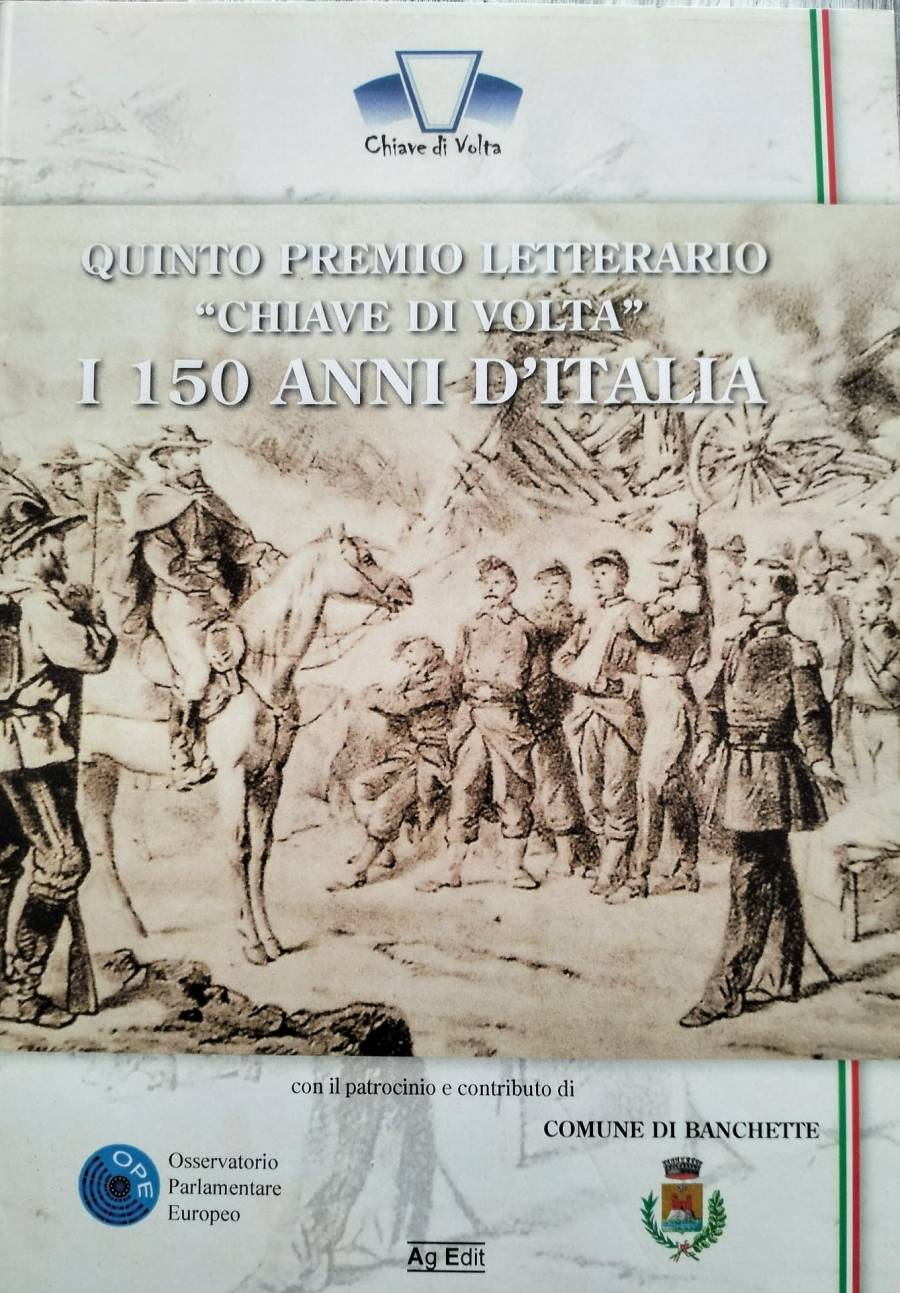 Chiave di Volta
QUINTO PREMIO LETTERARIO
“CHIAVE DI VOLTA”
I 150 ANNI D’ITALIA
con il patrocinio e contributo di
COMUNE DI BANCHETTE
OPE
Osservatorio
Parlamentare
Europeo
Ag Edit